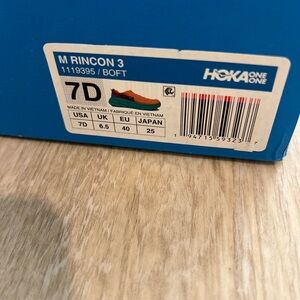 M RINCON 3
1119395 / BOFT
HOKA ONE ONE
7D
MADE IN VIETNAM / FABRIQUÉ EN VIETNAM
USA UK EU JAPAN
7D 6.5 40 25